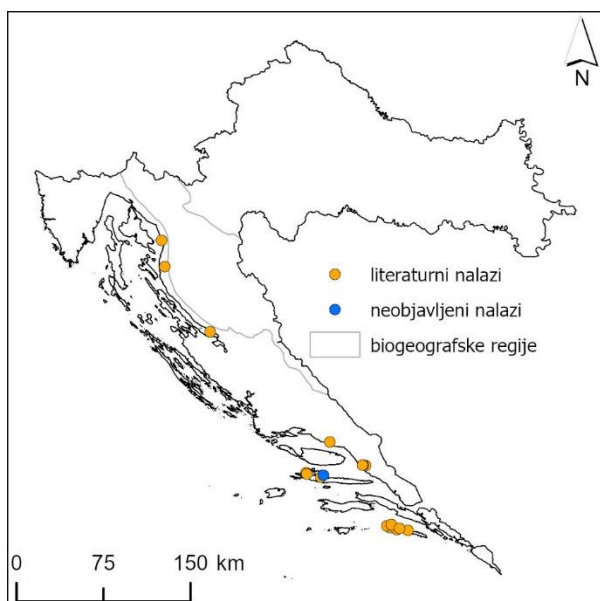 N
literaturni nalazi
neobjavljeni nalazi
biogeografske regije
0 75 150 km